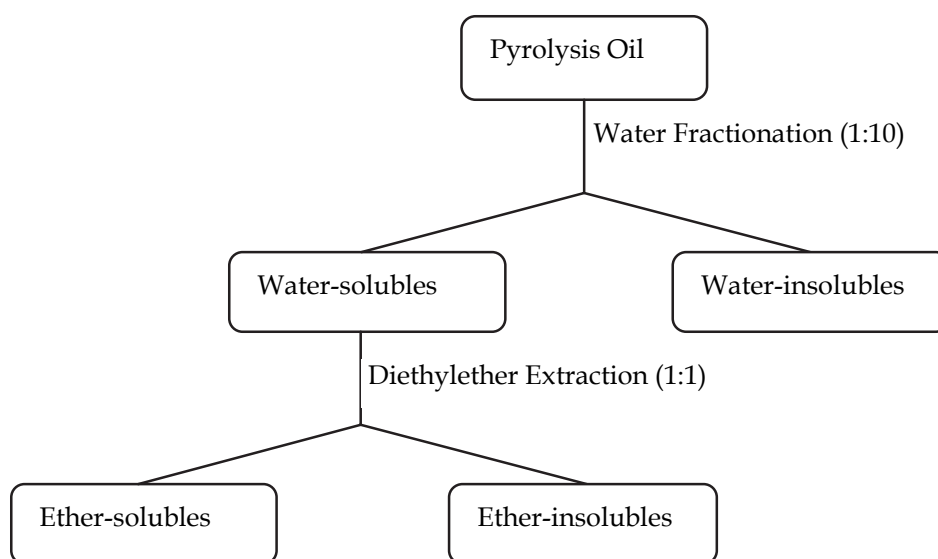 Pyrolysis Oil
Water Fractionation (1:10)
Water-solubles
Water-insolubles
Diethylether Extraction (1:1)
Ether-solubles
Ether-insolubles